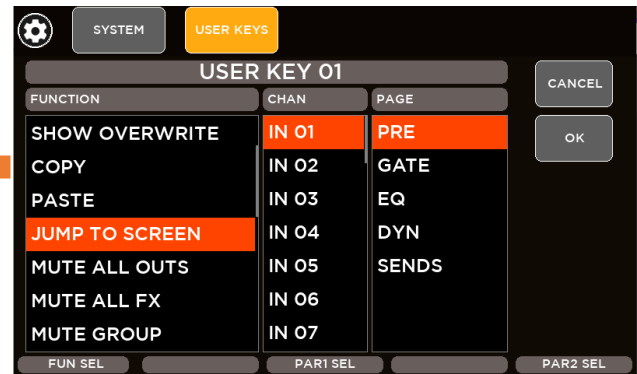 SYSTEM
USER KEYS
USER KEY 01
CANCEL
FUNCTION CHAN PAGE
SHOW OVERWRITE IN 01 PRE
OK
COPY IN 02 GATE
PASTE IN 03 EQ
JUMP TO SCREEN IN 04 DYN
MUTE ALL OUTS IN 05 SENDS
MUTE ALL FX IN 06
MUTE GROUP IN 07
FUN SEL PAR1 SEL PAR2 SEL